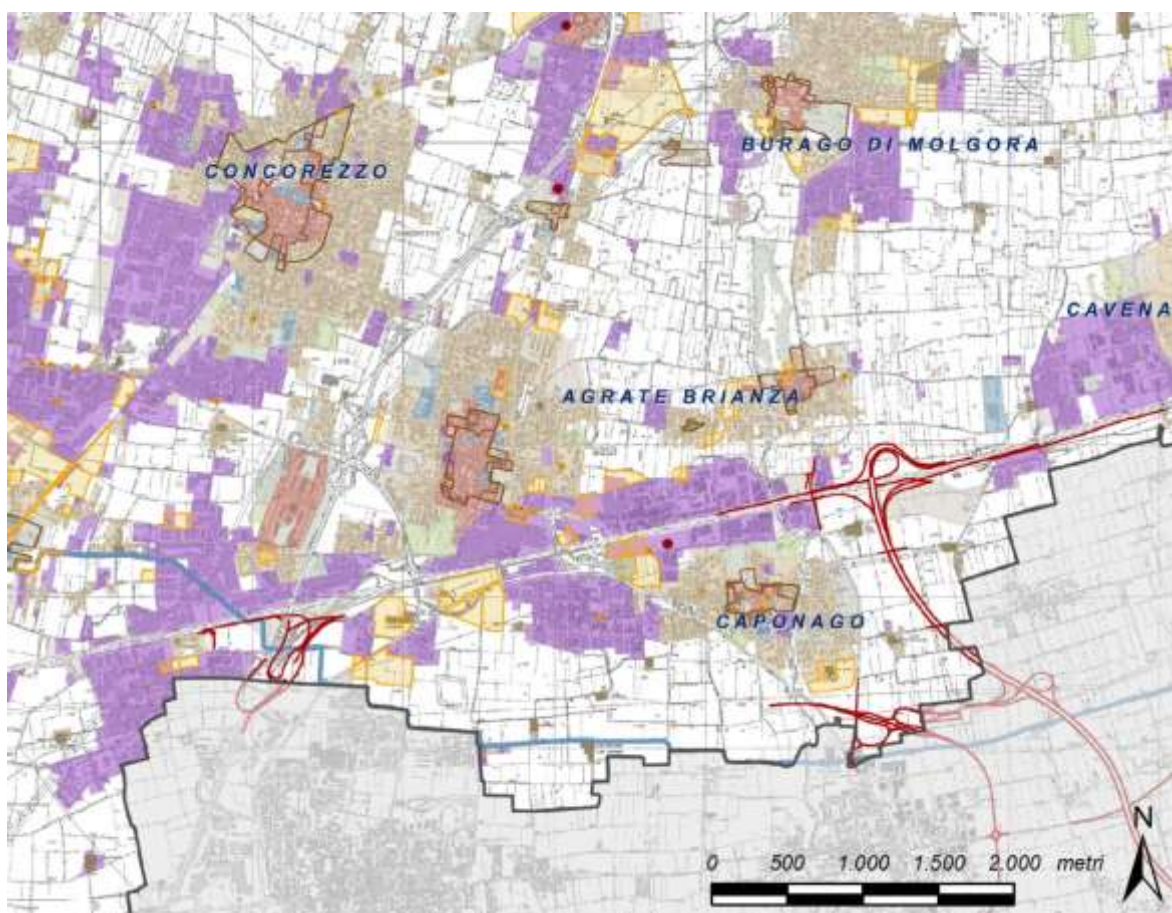 BURAGO DI MOLGORA
CONCOREZZO
CAVENA
AGRATE BRIANZA
CAPONAGO
N
0 500 1.000 1.500 2.000 metri